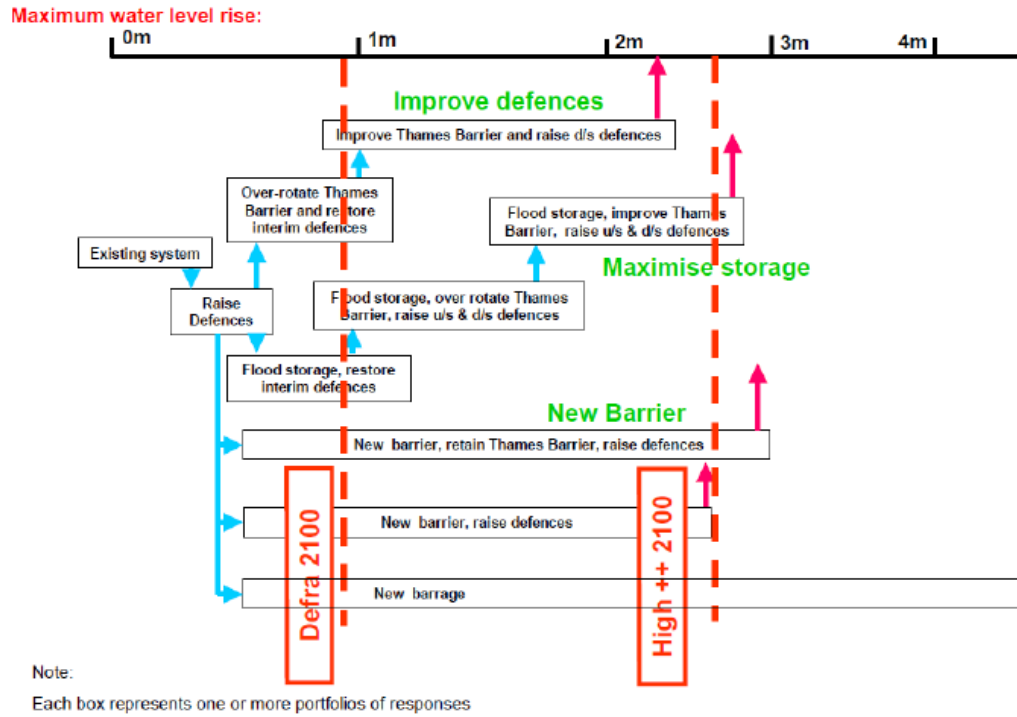 Maximum water level rise:
0m
1m
2m
3m
4m
Improve defences
Improve Thames Barrier and raise d/s defences
Over-rotate Thames
Barrier and restore
interim defences
Flood storage, improve Thames
Barrier, raise u/s & d/s defences
Existing system
Maximise storage
Raise
Defences
Flood storage, over rotate Thames
Barrier, raise u/s & d/s defences
Flood storage, restore
interim defences
New Barrier
New barrier, retain Thames Barrier, raise defences
New barrier, raise defences
New barrage
Defra 2100
High ++ 2100
Note:
Each box represents one or more portfolios of responses